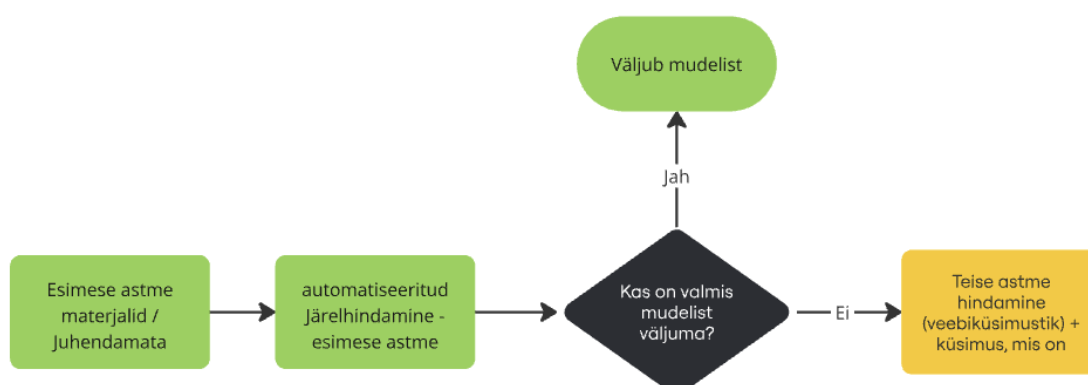 Väljub mudelist
Jah
Esimese astme
materjalid /
Juhendamata
automatiseeritud
Järelhindamine -
esimese astme
Kas on valmis
mudelist
väljuma?
Ei
Teise astme
hindamine
(veebiküsimustik) +
küsimus, mis on